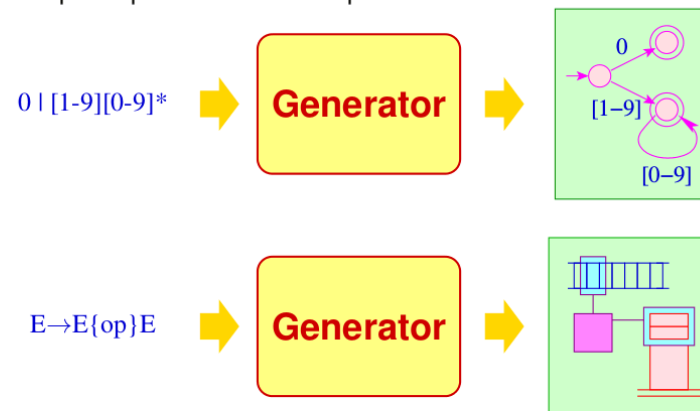 0 | [1-9][0-9]*
Generator
0
[1−9]
[0−9]
E→E{op}E
Generator